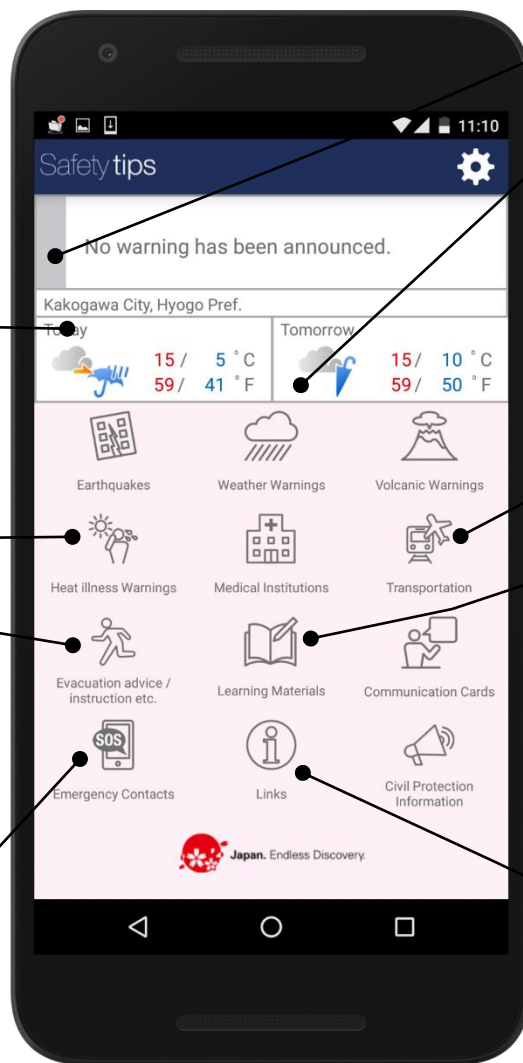 11:10
Safety tips
No warning has been announced.
Kakogawa City, Hyogo Pref.
Today
Tomorrow
15 / 5 °C
59 / 41 °F
15 / 10 °C
59 / 50 °F
Earthquakes
Weather Warnings
Volcanic Warnings
Heat illness Warnings
Medical Institutions
Transportation
Evacuation advice /
instruction etc.
Learning Materials
Communication Cards
SOS
Emergency Contacts
Links
Civil Protection
Information
Japan. Endless Discovery.